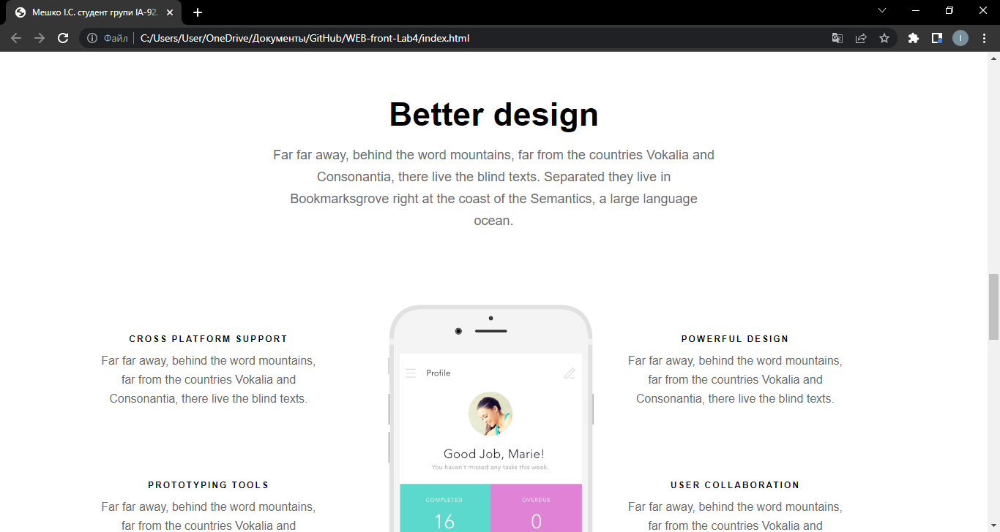 Мешко І.С. студент групи ІА-92.
Файл
C:/Users/User/OneDrive/Документы/GitHub/WEB-front-Lab4/index.html
I
Better design
Far far away, behind the word mountains, far from the countries Vokalia and
Consonantia, there live the blind texts. Separated they live in
Bookmarksgrove right at the coast of the Semantics, a large language
ocean.
CROSS PLATFORM SUPPORT
Far far away, behind the word mountains,
far from the countries Vokalia and
Consonantia, there live the blind texts.
PROTOTYPING TOOLS
Far far away, behind the word mountains,
far from the countries Vokalia and
Profile
Good Job, Marie!
You haven't missed any tasks this week.
COMPLETED
16
OVERDUE
0
POWERFUL DESIGN
Far far away, behind the word mountains,
far from the countries Vokalia and
Consonantia, there live the blind texts.
USER COLLABORATION
Far far away, behind the word mountains,
far from the countries Vokalia and